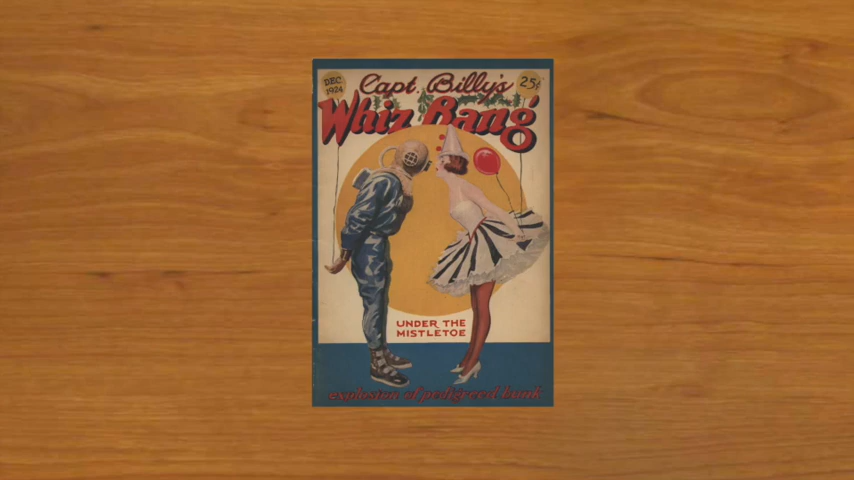 DEC.
1924
Capt. Billy's
25¢
Whiz Bang
UNDER THE
MISTLETOE
explosion of pedigreed bunk